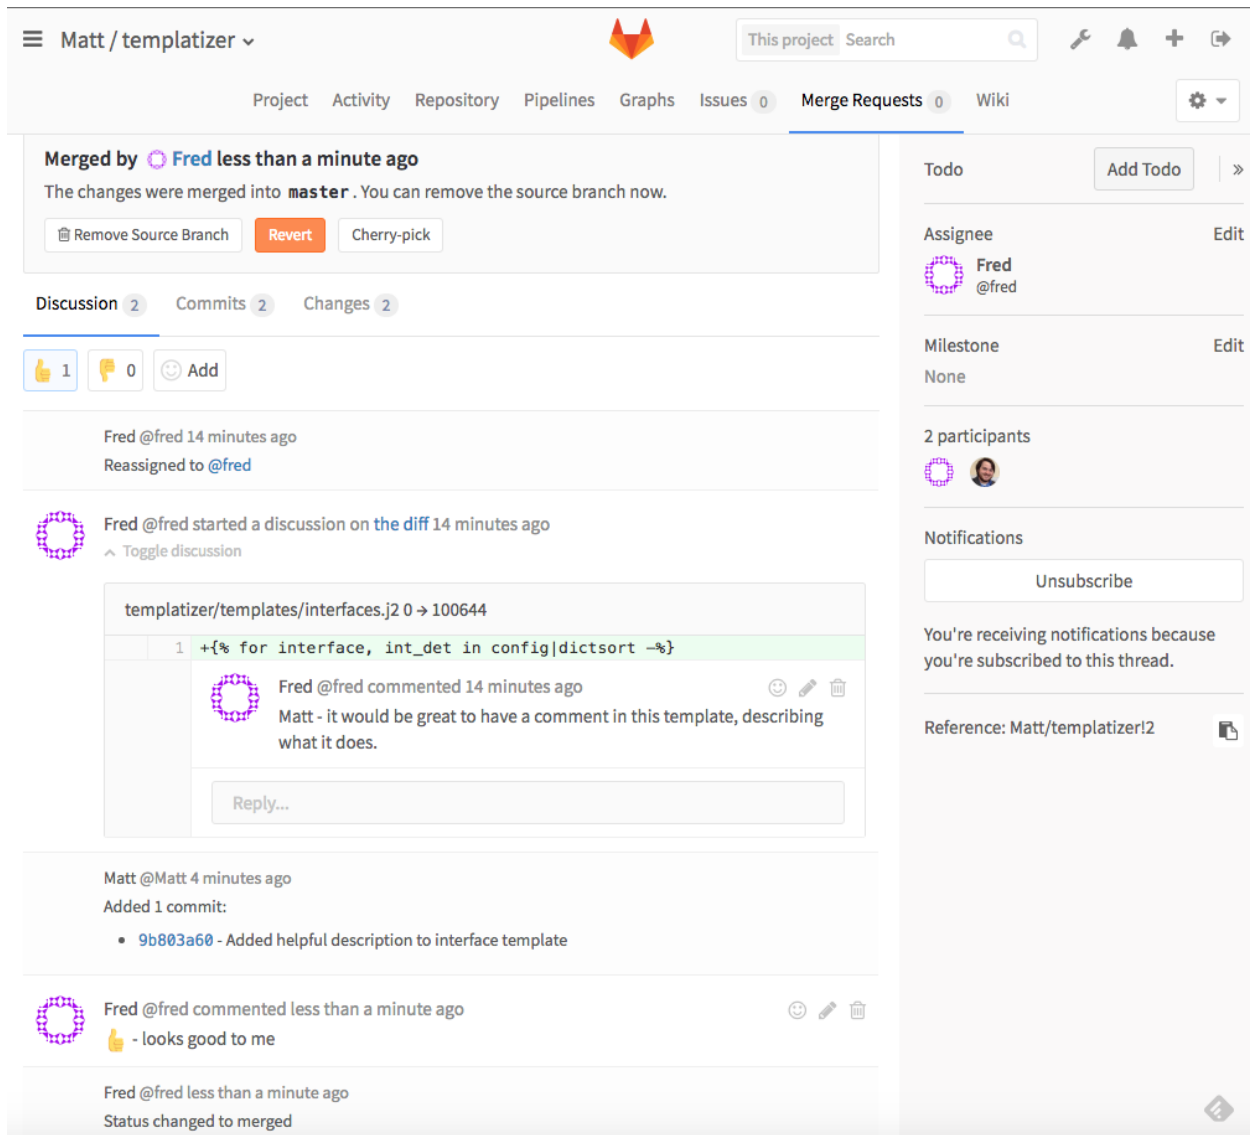 Matt / templatizer
This project Search
Project Activity Repository Pipelines Graphs Issues 0 Merge Requests 0 Wiki
Merged by Fred less than a minute ago
The changes were merged into master. You can remove the source branch now.
Remove Source Branch Revert Cherry-pick
Discussion 2 Commits 2 Changes 2
1 0 Add
Fred @fred 14 minutes ago
Reassigned to @fred
Fred @fred started a discussion on the diff 14 minutes ago
Toggle discussion
templatizer/templates/interfaces.j2 0 → 100644
1 +{% for interface, int_det in config|dictsort -%}
Fred @fred commented 14 minutes ago
Matt - it would be great to have a comment in this template, describing
what it does.
Reply...
Matt @Matt 4 minutes ago
Added 1 commit:
• 9b803a60 - Added helpful description to interface template
Fred @fred commented less than a minute ago
- looks good to me
Fred @fred less than a minute ago
Status changed to merged
Todo Add Todo »
Assignee Edit
Fred
@fred
Milestone Edit
None
2 participants
Notifications
Unsubscribe
You're receiving notifications because
you're subscribed to this thread.
Reference: Matt/templatizer!2